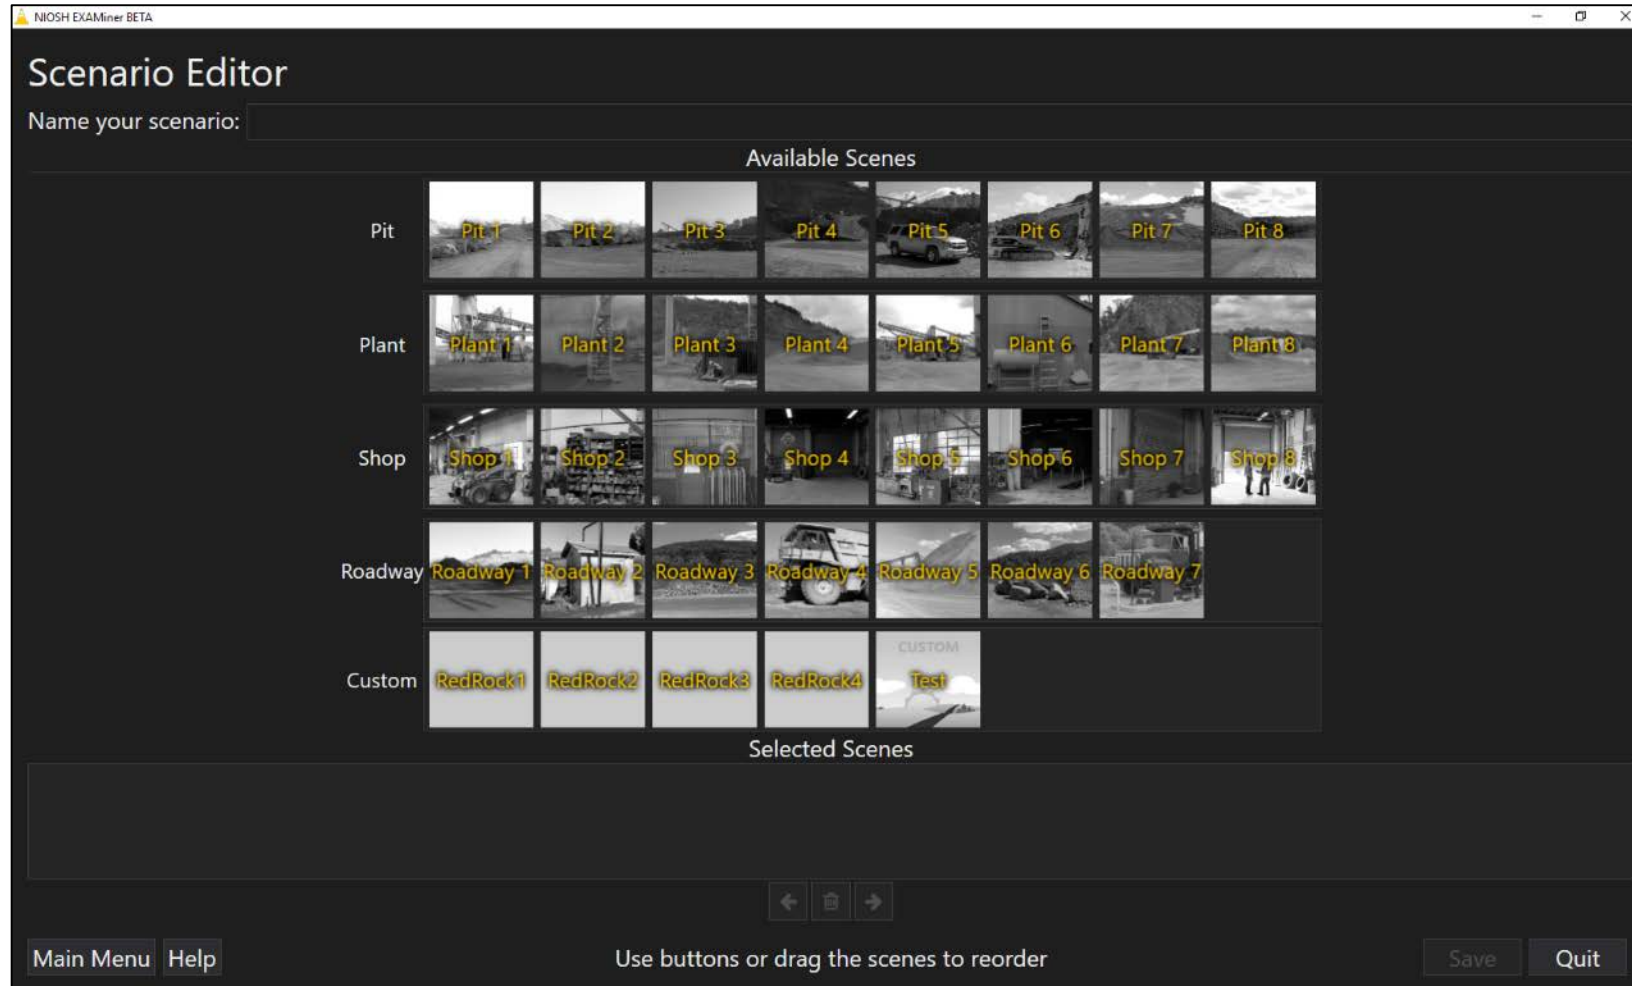 NIOSH EXAMiner BETA
Scenario Editor
Name your scenario:
Available Scenes
Pit Pit 1 Pit 2 Pit 3 Pit 4 Pit 5 Pit 6 Pit 7 Pit 8
Plant Plant 1 Plant 2 Plant 3 Plant 4 Plant 5 Plant 6 Plant 7 Plant 8
Shop Shop 1 Shop 2 Shop 3 Shop 4 Shop 5 Shop 6 Shop 7 Shop 8
Roadway Roadway 1 Roadway 2 Roadway 3 Roadway 4 Roadway 5 Roadway 6 Roadway 7
CUSTOM
Custom RedRock1 RedRock2 RedRock3 RedRock4 Test
Selected Scenes
Main Menu Help Use buttons or drag the scenes to reorder Save Quit